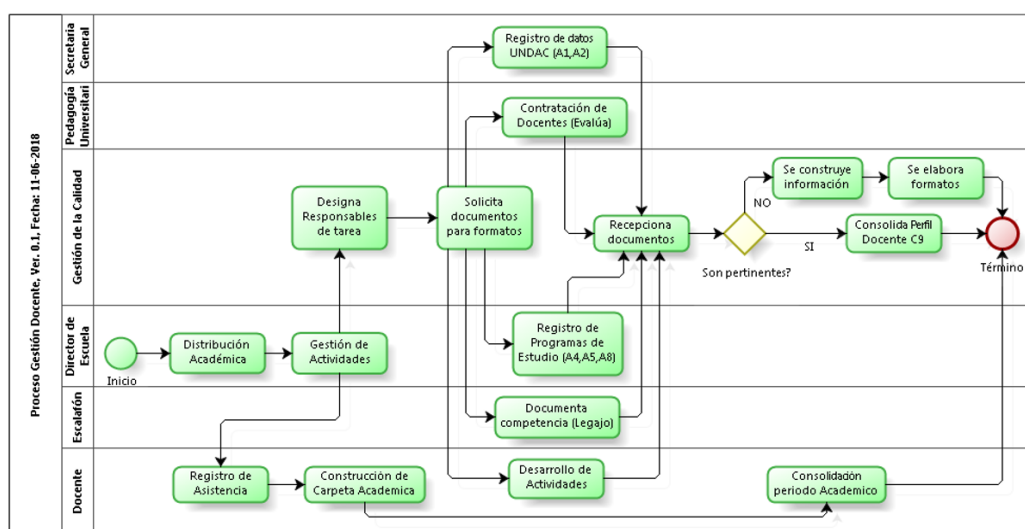 Proceso Gestión Docente, Ver. 0.1. Fecha: 11-06-2018
Secretaria
General
Registro de datos
UNDAC (A1,A2)
Pedagogía
Universitari
Contratación de
Docentes (Evalúa)
Gestión de la Calidad
Designa
Responsables
de tarea
Solicita
documentos
para formatos
Recepciona
documentos
Son pertinentes?
NO
SI
Se construye
información
Se elabora
formatos
Consolida Perfil
Docente C9
Término
Director de
Escuela
Inicio
Distribución
Académica
Gestión de
Actividades
Registro de
Programas de
Estudio (A4,A5,A8)
Escalafón
Documenta
competencia (Legajo)
Docente
Registro de
Asistencia
Construcción de
Carpeta Academica
Desarrollo de
Actividades
Consolidación
periodo Academico